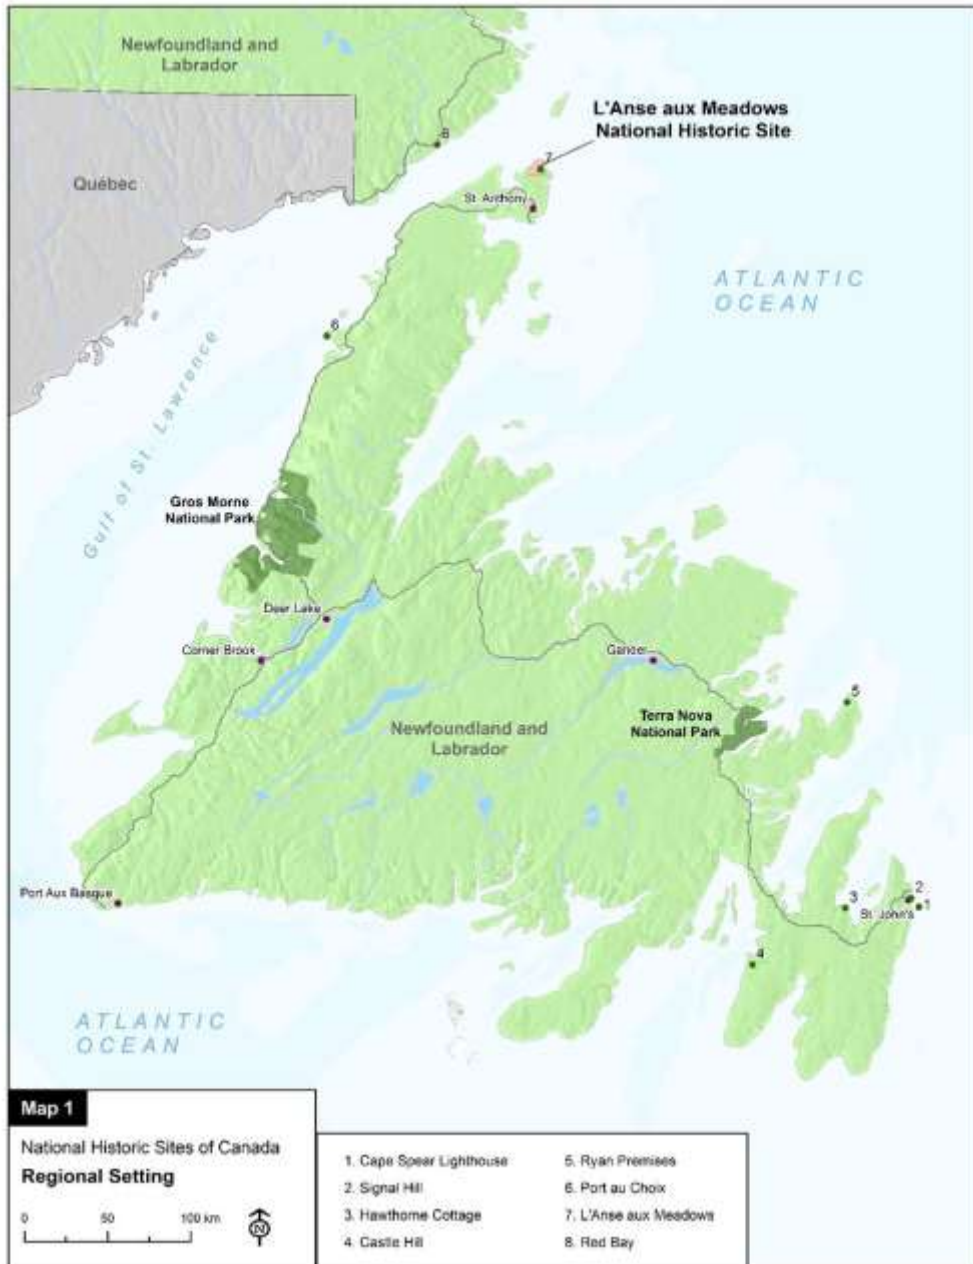 Newfoundland and
Labrador
L'Anse aux Meadows
National Historic Site
8
7
Québec
St. Anthony
ATLANTIC
OCEAN
6
Gulf of St. Lawrence
Gros Morne
National Park
Deer Lake
Corner Brook
Gander
5
Terra Nova
National Park
Newfoundland and
Labrador
Port Aux Basque
2
3
St. John's
1
4
ATLANTIC
OCEAN
Map 1
National Historic Sites of Canada
Regional Setting
0 50 100 km
N
1. Cape Spear Lighthouse
2. Signal Hill
3. Hawthorne Cottage
4. Castle Hill
5. Ryan Premises
6. Port au Choix
7. L'Anse aux Meadows
8. Red Bay